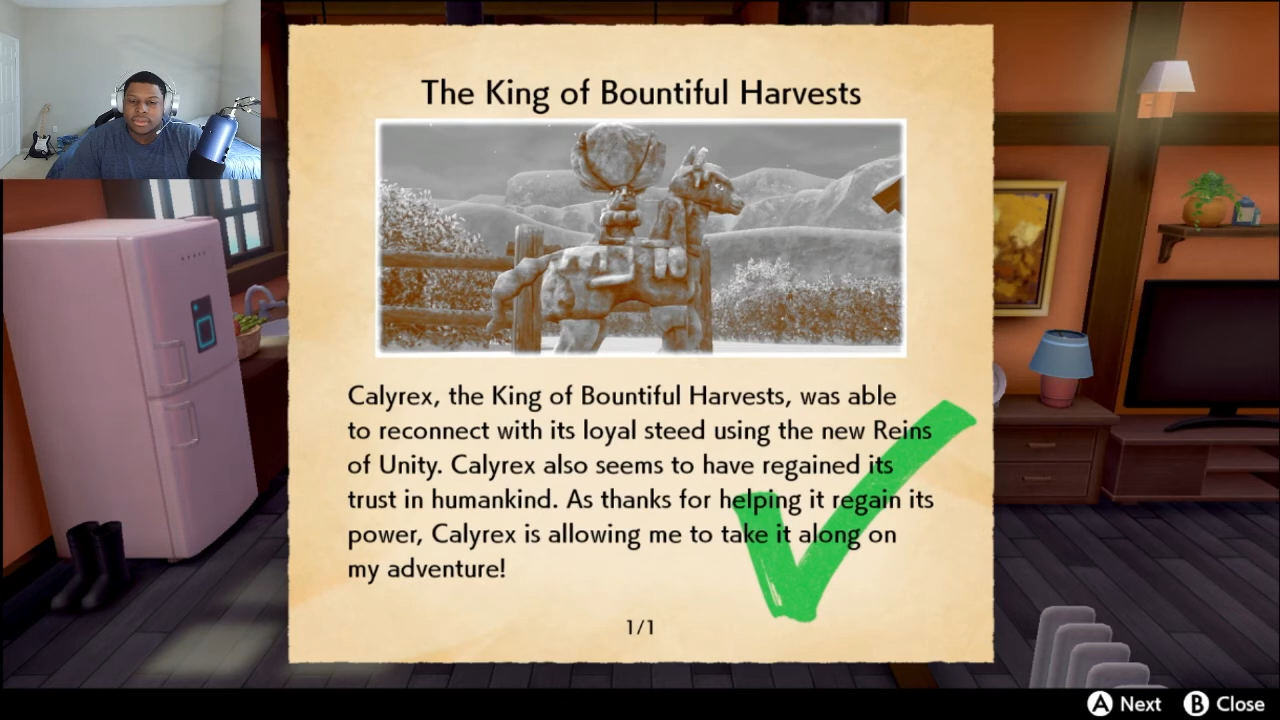 The King of Bountiful Harvests
Calyrex, the King of Bountiful Harvests, was able
to reconnect with its loyal steed using the new Reins
of Unity. Calyrex also seems to have regained its
trust in humankind. As thanks for helping it regain its
power, Calyrex is allowing me to take it along on
my adventure!
1/1
A Next B Close